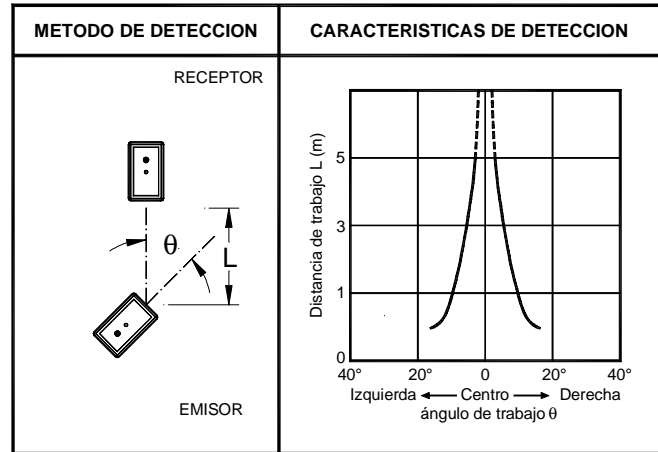 METODO DE DETECCION
CARACTERISTICAS DE DETECCION
RECEPTOR
θ
L
EMISOR
Distancia de trabajo L (m)
5
3
1
0
40° 20° 0 20° 40°
Izquierda Centro Derecha
ángulo de trabajo θ